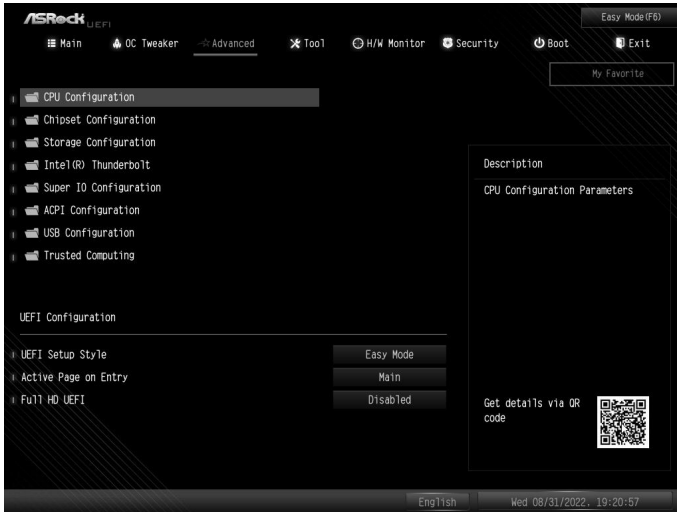 ASRock UEFI
Easy Mode(F6)
Main OC Tweaker Advanced Tool H/W Monitor Security Boot Exit
My Favorite
CPU Configuration
Chipset Configuration
Storage Configuration
Intel(R) Thunderbolt
Super IO Configuration
ACPI Configuration
USB Configuration
Trusted Computing
Description
CPU Configuration Parameters
UEFI Configuration
UEFI Setup Style Easy Mode
Active Page on Entry Main
Full HD UEFI Disabled
Get details via QR
code
English Wed 08/31/2022. 19:20:57